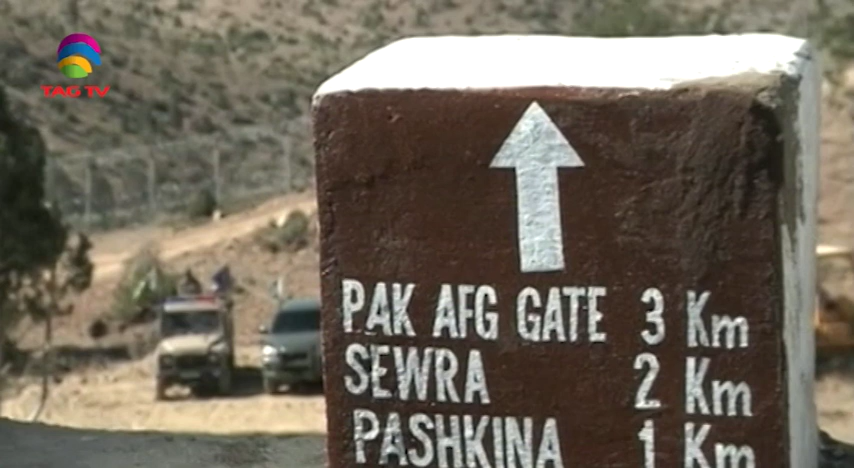 TAG TV
PAK AFG GATE 3 Km
SEWRA 2 Km
PASHKINA 1 Km